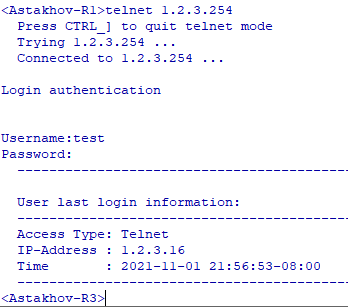 <Astakhov-R1>telnet 1.2.3.254
Press CTRL_] to quit telnet mode
Trying 1.2.3.254 ...
Connected to 1.2.3.254 ...
Login authentication
Username:test
Password:
-------------------------------------------
User last login information:
-------------------------------------------
Access Type: Telnet
IP-Address : 1.2.3.16
Time       : 2021-11-01 21:56:53-08:00
-------------------------------------------
<Astakhov-R3>